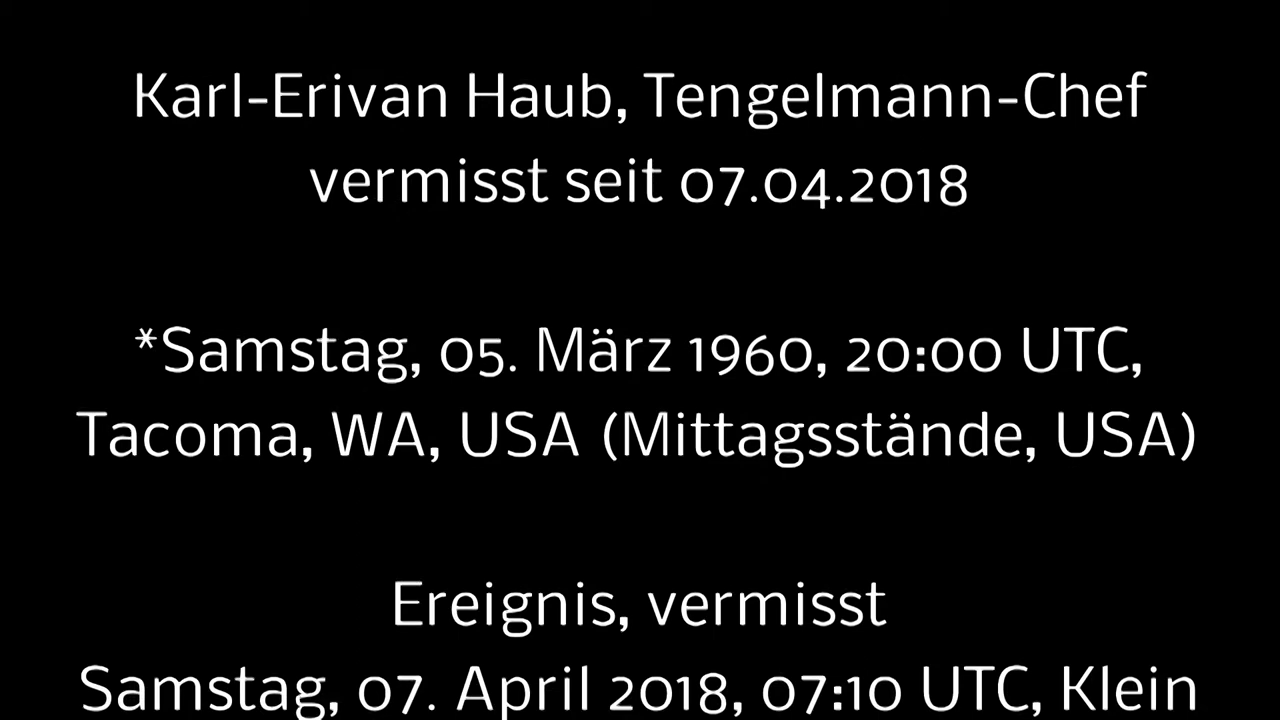 Karl-Erivan Haub, Tengelmann-Chef
vermisst seit 07.04.2018
*Samstag, 05. März 1960, 20:00 UTC,
Tacoma, WA, USA (Mittagsstände, USA)
Ereignis, vermisst
Samstag, 07. April 2018, 07:10 UTC, Klein